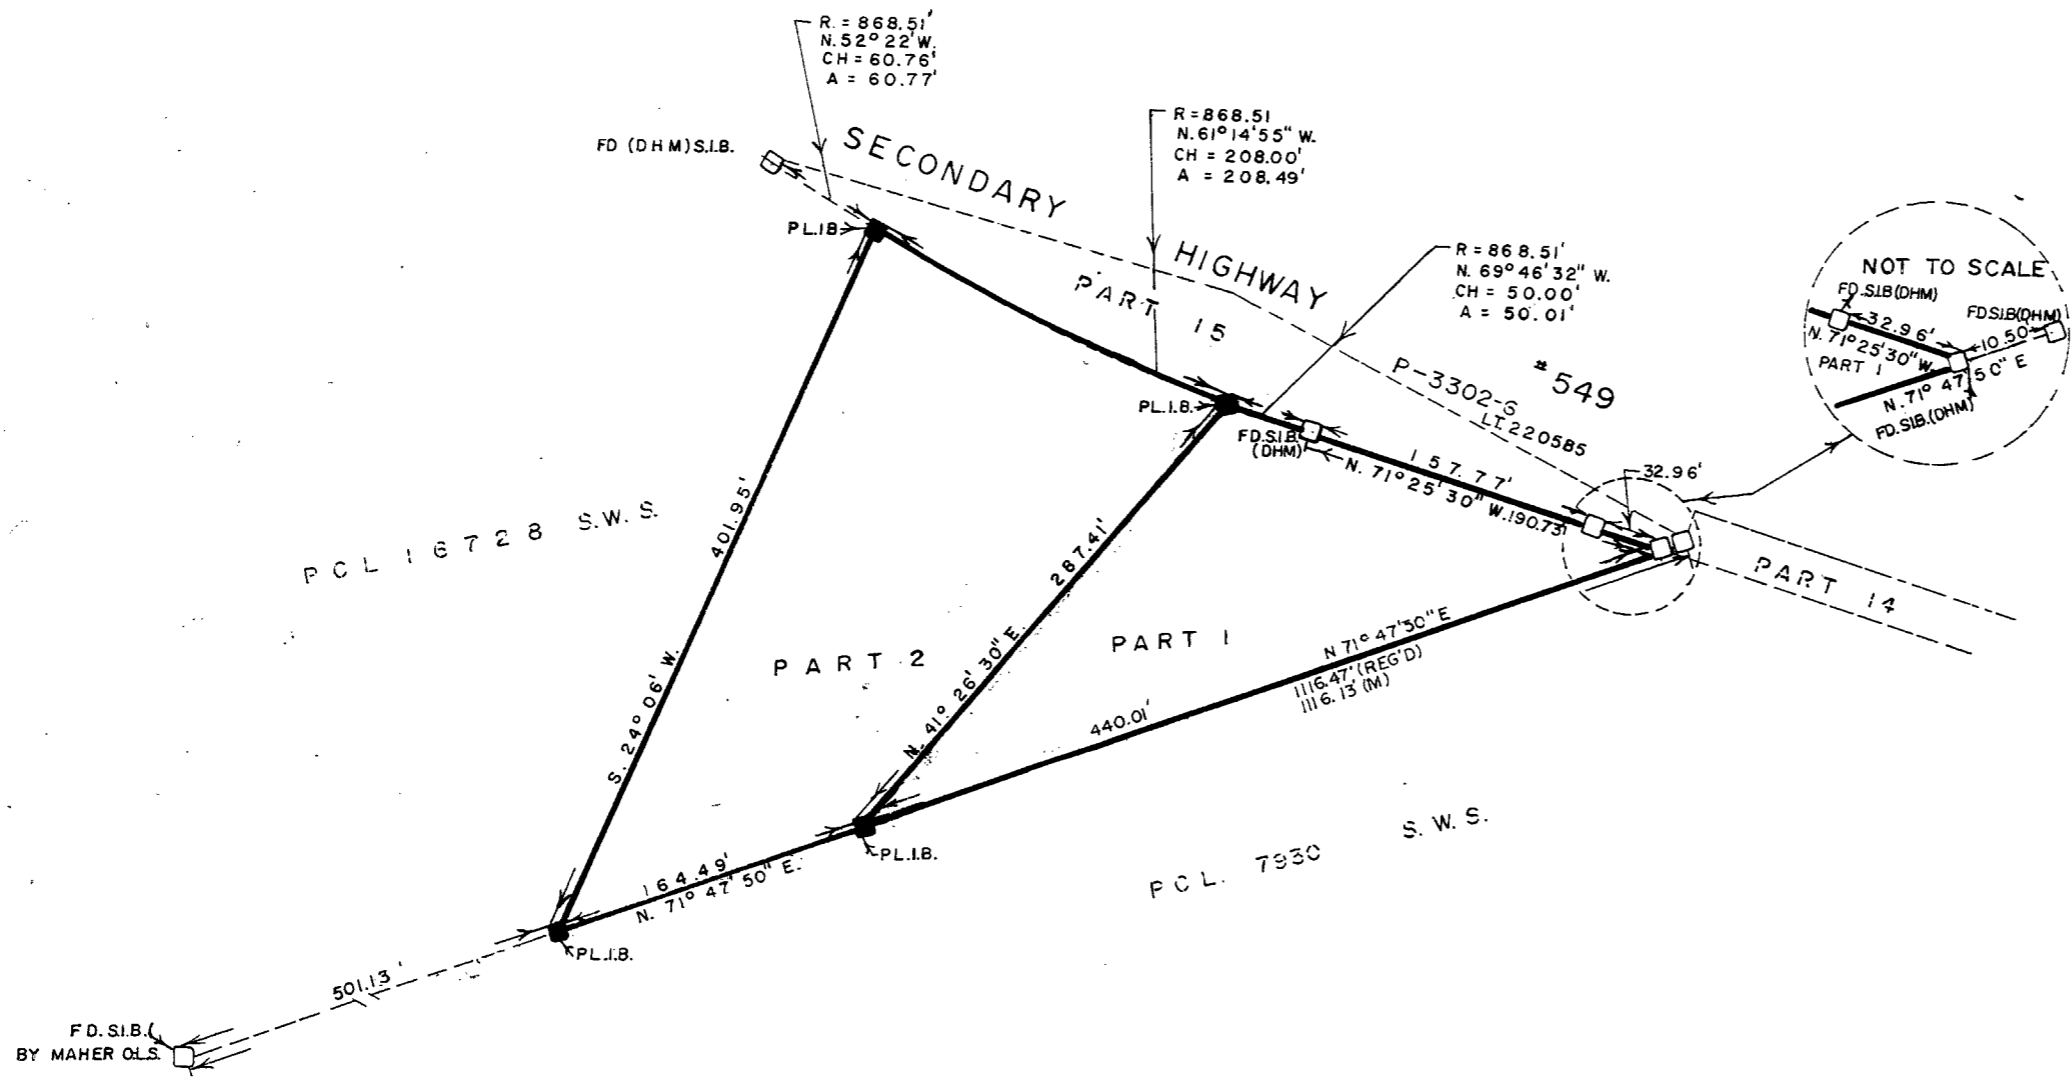 R. = 868.51'
N. 52° 22' W.
CH = 60.76'
A = 60.77'
FD (DHM) S.I.B.
SECONDARY
HIGHWAY
R = 868.51
N. 61° 14' 55" W.
CH = 208.00'
A = 208.49'
PL.I.B
PART 15
R = 868.51'
N. 69° 46' 32" W.
CH = 50.00'
A = 50.01'
NOT TO SCALE
FD.S.I.B(DHM)
FD.S.I.B(DHM)
32.96'
10.50'
N. 71° 25' 30" W.
PART 1
N. 71° 47' 50" E
FD.S.I.B.(DHM)
# 549
P-3302-6
LT. 220585
PL.I.B.
FD.S.I.B.
(DHM)
157.77'
N. 71° 25' 30" W. 190.73'
32.96'
PART 14
PCL 16728 S.W.S.
401.95'
S. 24° 06' W.
287.41'
N. 41° 26' 30" E.
PART 2
PART 1
N 71° 47' 50" E
1116.47' (REG'D)
1116.13' (M)
440.01'
PL.I.B.
164.49'
N. 71° 47' 50" E.
PL.I.B.
PCL. 7930 S.W.S.
501.13'
FD. S.I.B.(
BY MAHER O.L.S.